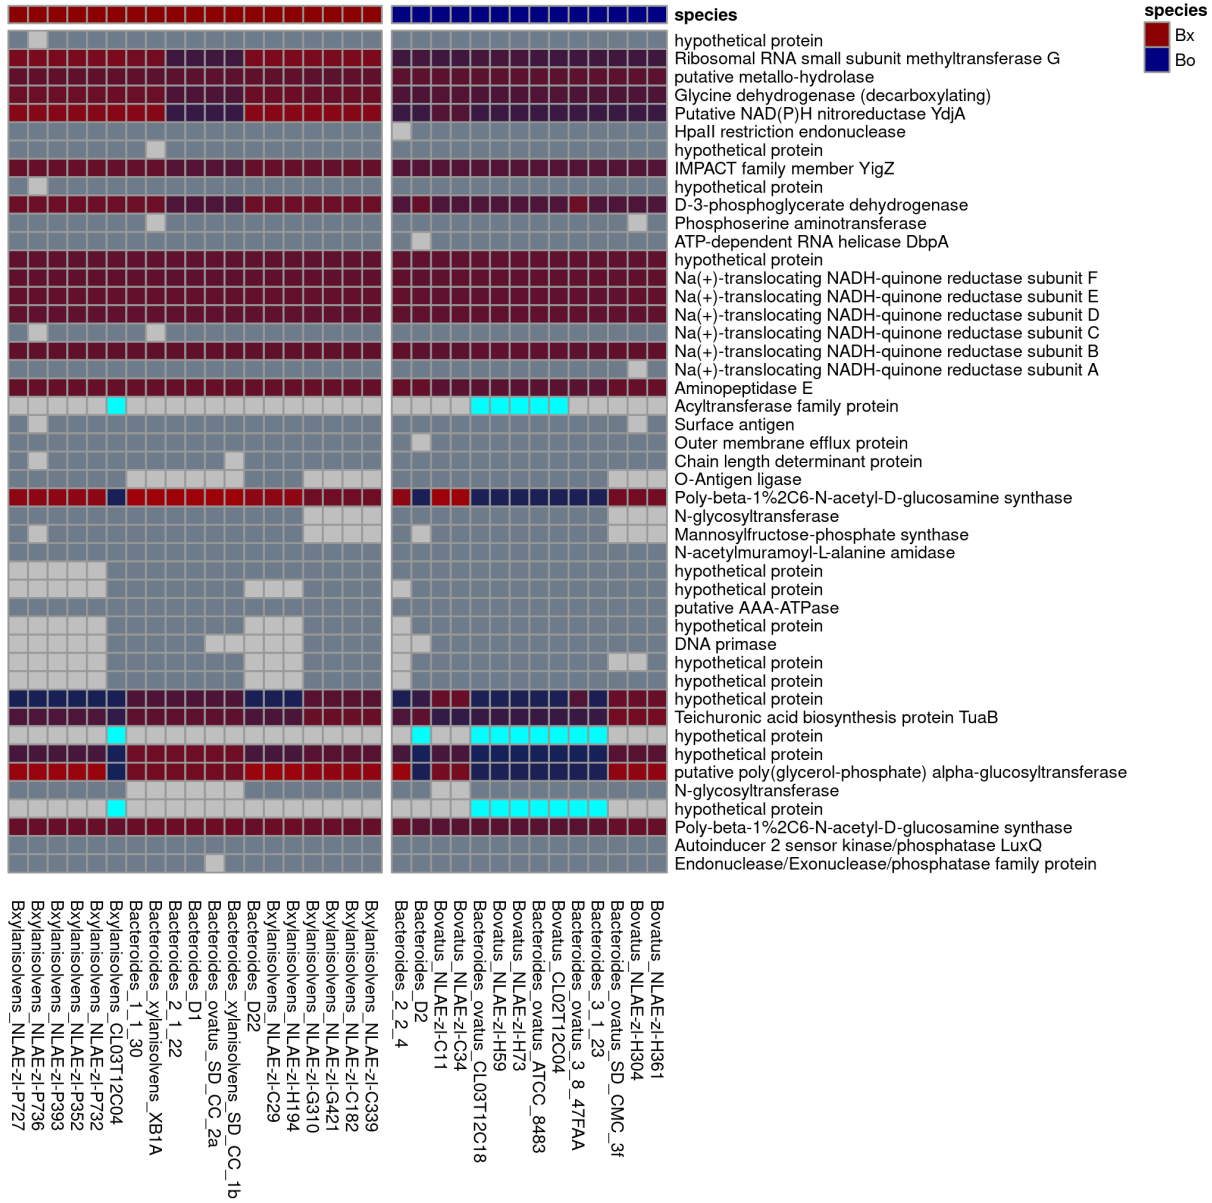 species
species
Bx
Bo
hypothetical protein
Ribosomal RNA small subunit methyltransferase G
putative metallo-hydrolase
Glycine dehydrogenase (decarboxylating)
Putative NAD(P)H nitroreductase YdjA
HpaII restriction endonuclease
hypothetical protein
IMPACT family member YigZ
hypothetical protein
D-3-phosphoglycerate dehydrogenase
Phosphoserine aminotransferase
ATP-dependent RNA helicase DbpA
hypothetical protein
Na(+)-translocating NADH-quinone reductase subunit F
Na(+)-translocating NADH-quinone reductase subunit E
Na(+)-translocating NADH-quinone reductase subunit D
Na(+)-translocating NADH-quinone reductase subunit C
Na(+)-translocating NADH-quinone reductase subunit B
Na(+)-translocating NADH-quinone reductase subunit A
Aminopeptidase E
Acyltransferase family protein
Surface antigen
Outer membrane efflux protein
Chain length determinant protein
O-Antigen ligase
Poly-beta-1%2C6-N-acetyl-D-glucosamine synthase
N-glycosyltransferase
Mannosylfructose-phosphate synthase
N-acetylmuramoyl-L-alanine amidase
hypothetical protein
hypothetical protein
putative AAA-ATPase
hypothetical protein
DNA primase
hypothetical protein
hypothetical protein
hypothetical protein
Teichuronic acid biosynthesis protein TuaB
hypothetical protein
hypothetical protein
putative poly(glycerol-phosphate) alpha-glucosyltransferase
N-glycosyltransferase
hypothetical protein
Poly-beta-1%2C6-N-acetyl-D-glucosamine synthase
Autoinducer 2 sensor kinase/phosphatase LuxQ
Endonuclease/Exonuclease/phosphatase family protein
Bxylanisolvens_NLAE-zl-P727
Bxylanisolvens_NLAE-zl-P736
Bxylanisolvens_NLAE-zl-P393
Bxylanisolvens_NLAE-zl-P352
Bxylanisolvens_NLAE-zl-P732
Bxylanisolvens_CL03T12C04
Bacteroides_1_1_30
Bacteroides_xylanisolvens_XB1A
Bacteroides_2_1_22
Bacteroides_D1
Bacteroides_ovatus_SD_CC_2a
Bacteroides_xylanisolvens_SD_CC_1b
Bacteroides_D22
Bxylanisolvens_NLAE-zl-C29
Bxylanisolvens_NLAE-zl-H194
Bxylanisolvens_NLAE-zl-G310
Bxylanisolvens_NLAE-zl-G421
Bxylanisolvens_NLAE-zl-C182
Bxylanisolvens_NLAE-zl-C339
Bacteroides_2_2_4
Bacteroides_D2
Bovatus_NLAE-zl-C11
Bovatus_NLAE-zl-C34
Bacteroides_ovatus_CL03T12C18
Bovatus_NLAE-zl-H59
Bovatus_NLAE-zl-H73
Bacteroides_ovatus_ATCC_8483
Bovatus_CL02T12C04
Bacteroides_ovatus_3_8_47FAA
Bacteroides_3_1_23
Bacteroides_ovatus_SD_CMC_3f
Bovatus_NLAE-zl-H304
Bovatus_NLAE-zl-H361